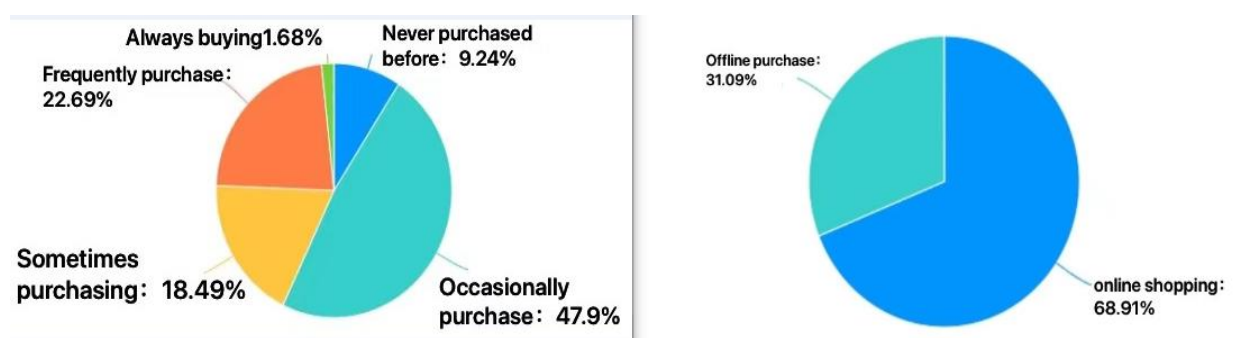 Always buying1.68%
Never purchased
before：9.24%
Frequently purchase：
22.69%
Sometimes
purchasing：18.49%
Occasionally
purchase：47.9%
Offline purchase：
31.09%
online shopping：
68.91%